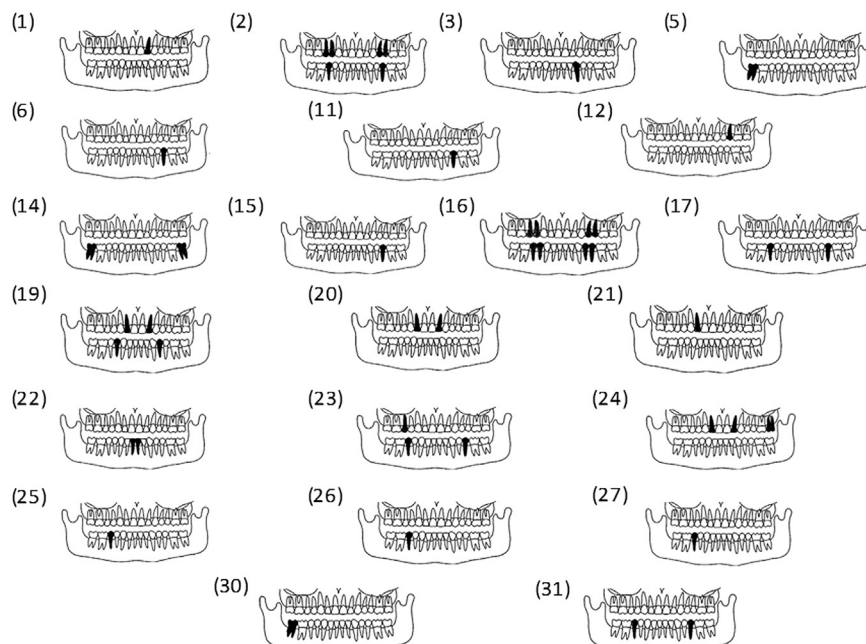 (1) (2) (3) (5)
(6) (11) (12)
(14) (15) (16) (17)
(19) (20) (21)
(22) (23) (24)
(25) (26) (27)
(30) (31)